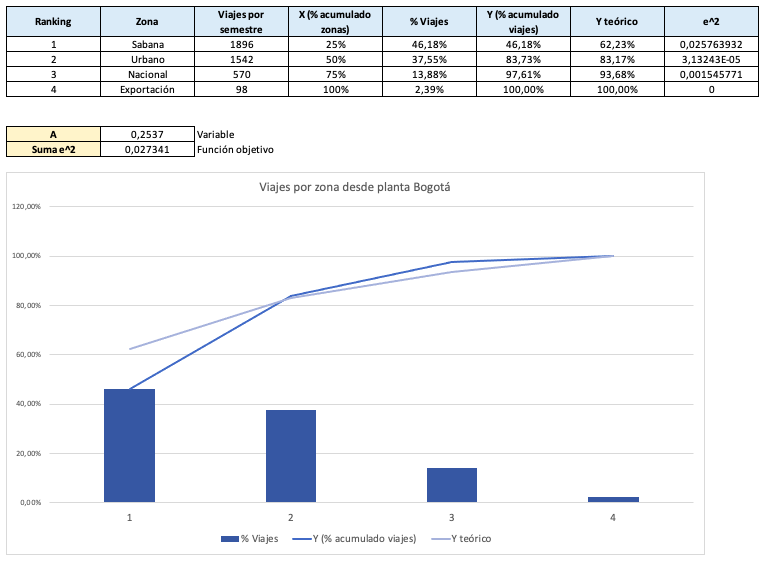 Ranking Zona Viajes por semestre X (% acumulado zonas) % Viajes Y (% acumulado viajes) Y teórico e^2
1 Sabana 1896 25% 46,18% 46,18% 62,23% 0,025763932
2 Urbano 1542 50% 37,55% 83,73% 83,17% 3,13243E-05
3 Nacional 570 75% 13,88% 97,61% 93,68% 0,001545771
4 Exportación 98 100% 2,39% 100,00% 100,00% 0
A 0,2537 Variable
Suma e^2 0,027341 Función objetivo
Viajes por zona desde planta Bogotá
120,00%
100,00%
80,00%
60,00%
40,00%
20,00%
0,00%
1 2 3 4
% Viajes Y (% acumulado viajes) Y teórico